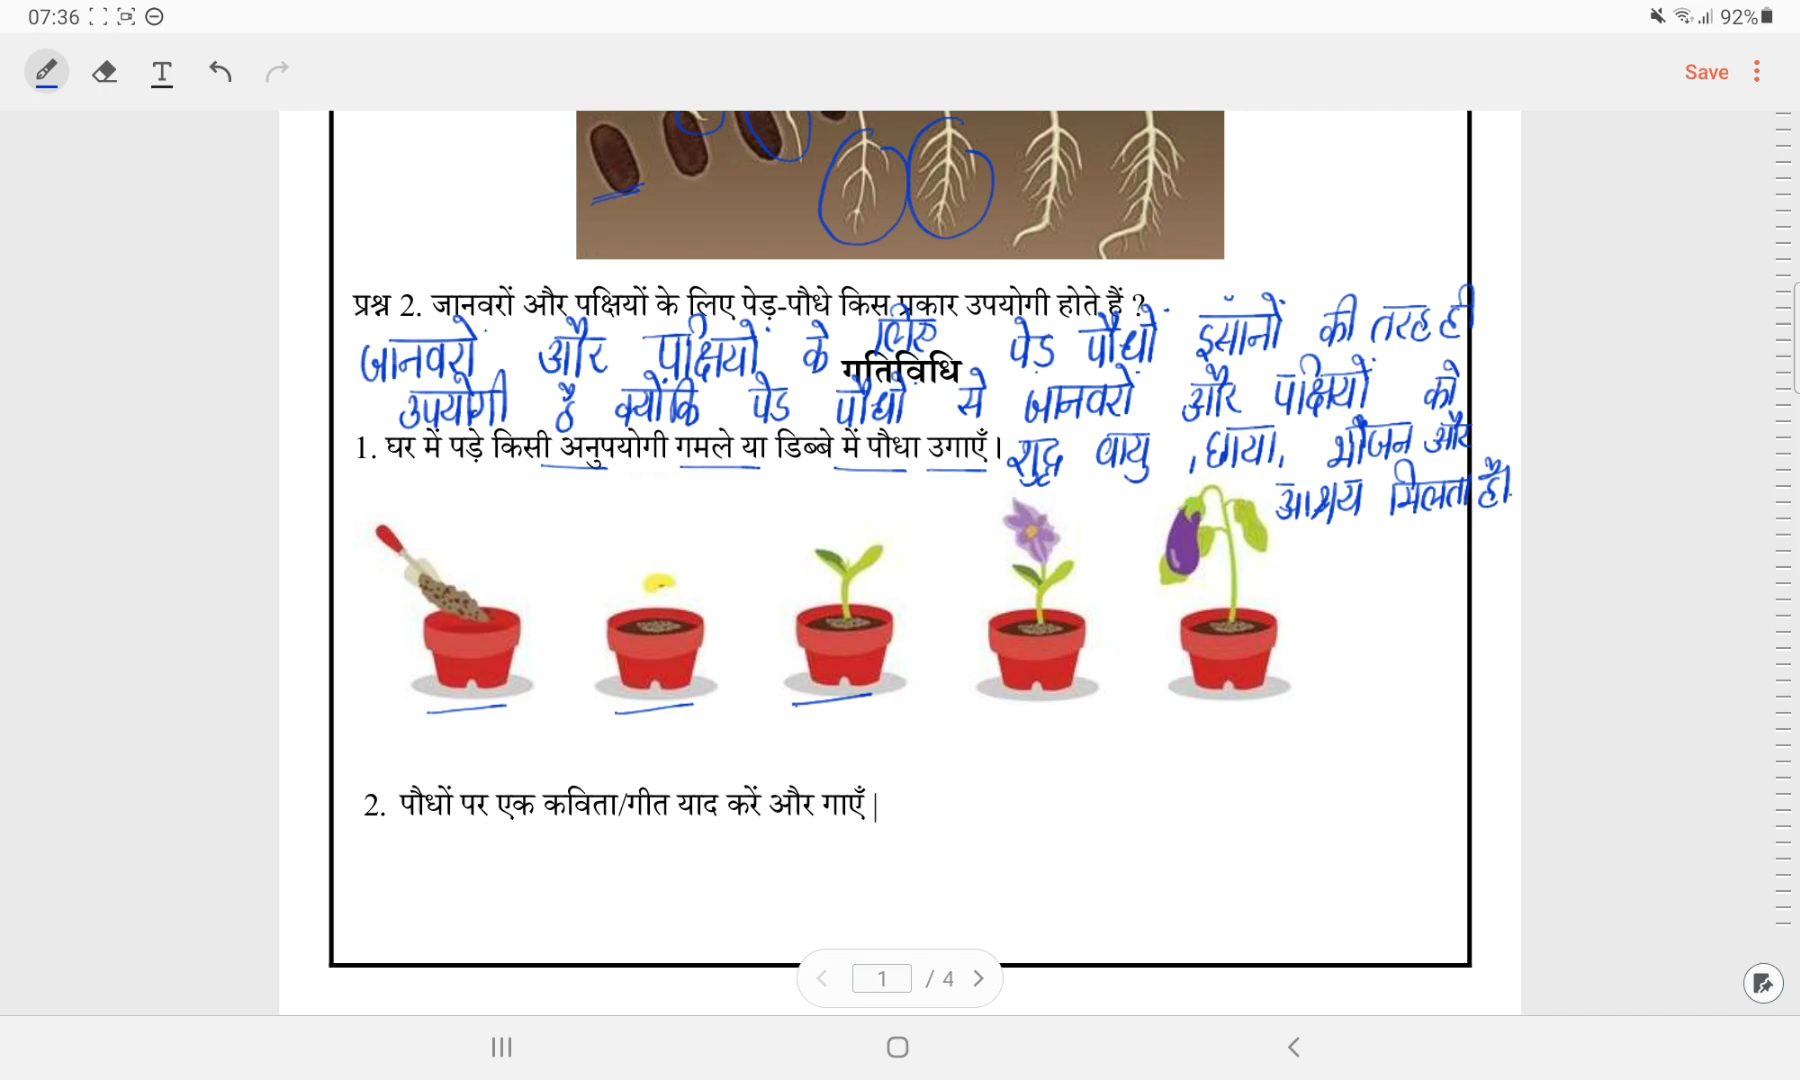 07:36
92%
T
Save
प्रश्न 2. जानवरों और पक्षियों के लिए पेड़-पौधे किस प्रकार उपयोगी होते हैं ?
जानवरों और पक्षियों के लिए पेड पौधों इंसानों की तरह ही
गतिविधि
उपयोगी है क्योंकि पेड पौधों से जानवरों और पक्षियों को
1. घर में पड़े किसी अनुपयोगी गमले या डिब्बे में पौधा उगाएँ।
शुद्ध वायु , छाया, भोजन और
आश्रय मिलता है।
2. पौधों पर एक कविता/गीत याद करें और गाएँ|
1 / 4